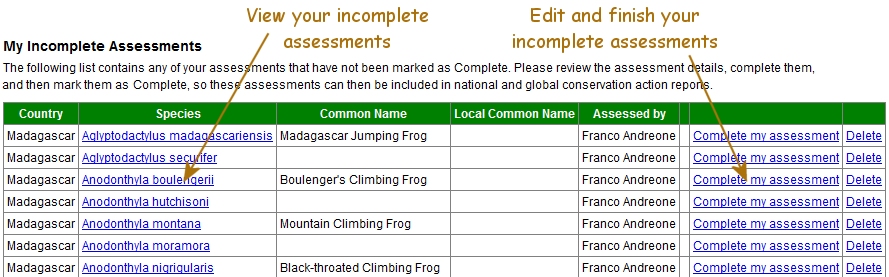 View your incomplete assessments
Edit and finish your incomplete assessments
My Incomplete Assessments
The following list contains any of your assessments that have not been marked as Complete. Please review the assessment details, complete them,
and then mark them as Complete, so these assessments can then be included in national and global conservation action reports.
Country Species Common Name Local Common Name Assessed by
Madagascar Aglyptodactylus madagascariensis Madagascar Jumping Frog Franco Andreone Complete my assessment Delete
Madagascar Aglyptodactylus securifer Franco Andreone Complete my assessment Delete
Madagascar Anodonthyla boulengerii Boulenger's Climbing Frog Franco Andreone Complete my assessment Delete
Madagascar Anodonthyla hutchisoni Franco Andreone Complete my assessment Delete
Madagascar Anodonthyla montana Mountain Climbing Frog Franco Andreone Complete my assessment Delete
Madagascar Anodonthyla moramora Franco Andreone Complete my assessment Delete
Madagascar Anodonthyla nigrigularis Black-throated Climbing Frog Franco Andreone Complete my assessment Delete